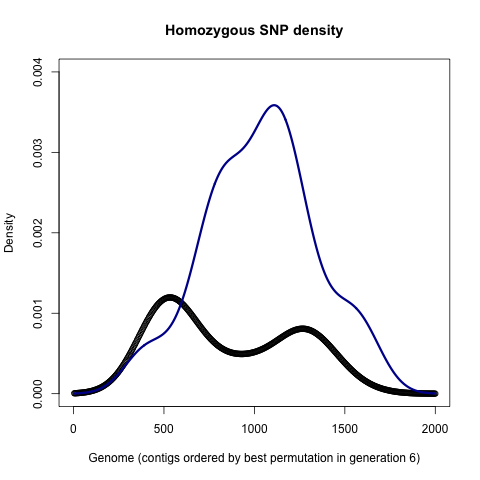 Homozygous SNP density
Density
0.004
0.003
0.002
0.001
0.000
0 500 1000 1500 2000
Genome (contigs ordered by best permutation in generation 6)